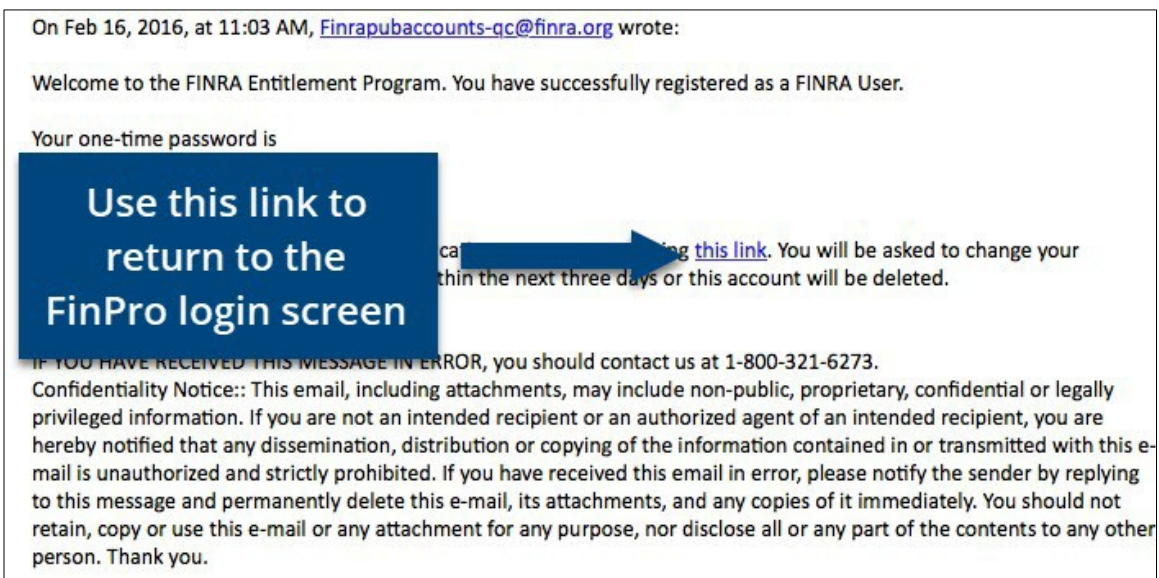 On Feb 16, 2016, at 11:03 AM, Finrapubaccounts-qc@finra.org wrote:
Welcome to the FINRA Entitlement Program. You have successfully registered as a FINRA User.
Your one-time password is
Use this link to
return to the
FinPro login screen
this link. You will be asked to change your
the next three days or this account will be deleted.
IF YOU HAVE RECEIVED THIS MESSAGE IN ERROR, you should contact us at 1-800-321-6273.
Confidentiality Notice:: This email, including attachments, may include non-public, proprietary, confidential or legally
privileged information. If you are not an intended recipient or an authorized agent of an intended recipient, you are
hereby notified that any dissemination, distribution or copying of the information contained in or transmitted with this e-
mail is unauthorized and strictly prohibited. If you have received this email in error, please notify the sender by replying
to this message and permanently delete this e-mail, its attachments, and any copies of it immediately. You should not
retain, copy or use this e-mail or any attachment for any purpose, nor disclose all or any part of the contents to any other
person. Thank you.